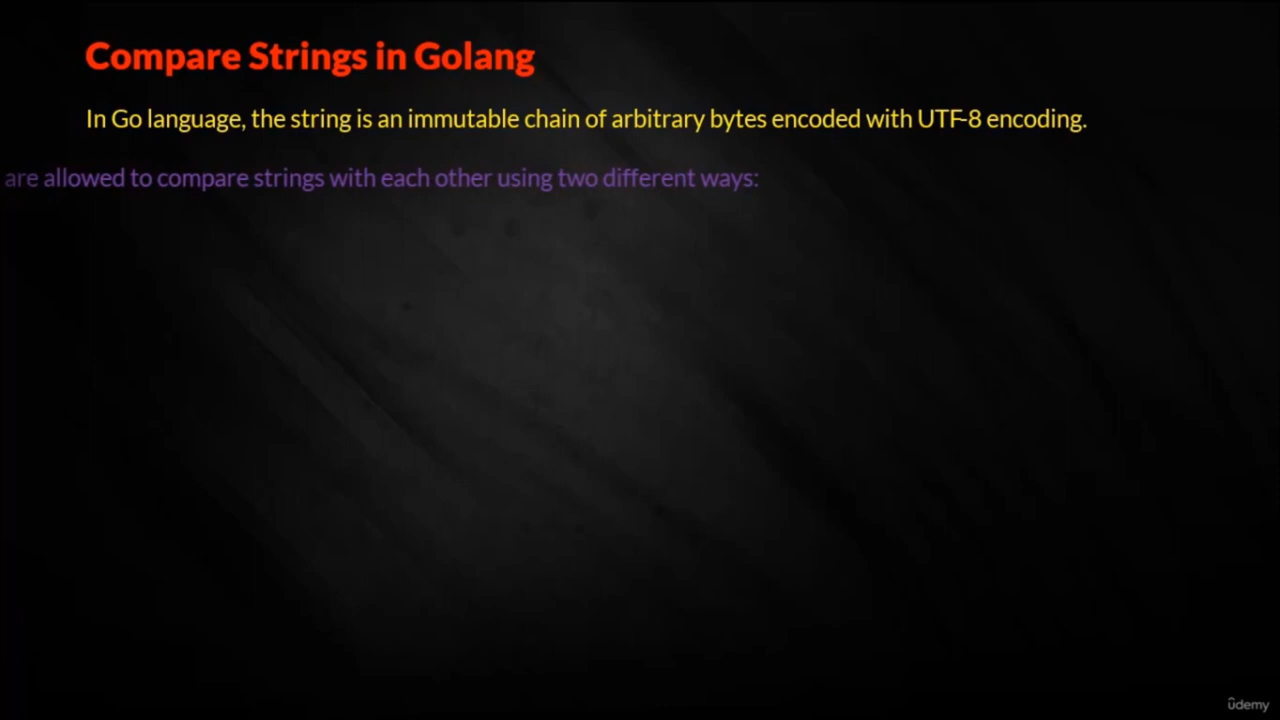 Compare Strings in Golang
In Go language, the string is an immutable chain of arbitrary bytes encoded with UTF-8 encoding.
are allowed to compare strings with each other using two different ways:
ûdemy